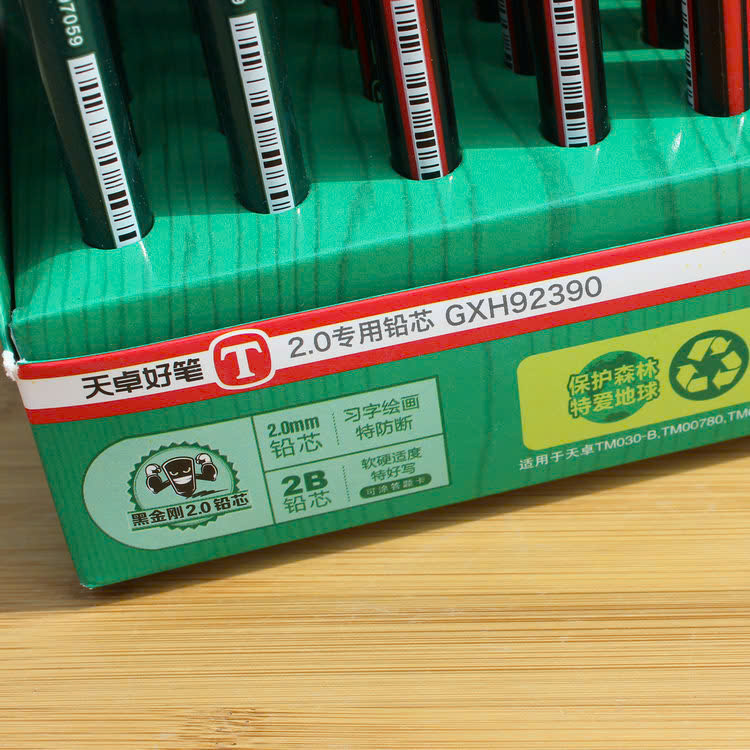 7059
9
天卓好笔 T 2.0专用铅芯 GXH92390
保护森林
特爱地球
适用于天卓TM030-B,TM00780,TM0
2.0mm
铅芯
习字绘画
特防断
2B
铅芯
软硬适度
特好写
可涂答题卡
黑金刚2.0铅芯